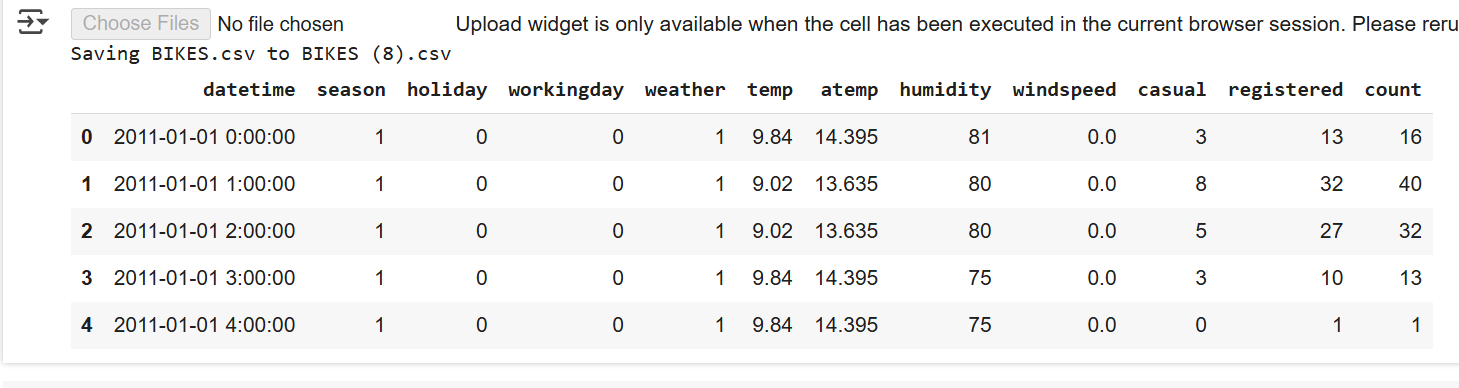 Choose Files No file chosen Upload widget is only available when the cell has been executed in the current browser session. Please reru
Saving BIKES.csv to BIKES (8).csv
datetime season holiday workingday weather temp atemp humidity windspeed casual registered count
0 2011-01-01 0:00:00 1 0 0 1 9.84 14.395 81 0.0 3 13 16
1 2011-01-01 1:00:00 1 0 0 1 9.02 13.635 80 0.0 8 32 40
2 2011-01-01 2:00:00 1 0 0 1 9.02 13.635 80 0.0 5 27 32
3 2011-01-01 3:00:00 1 0 0 1 9.84 14.395 75 0.0 3 10 13
4 2011-01-01 4:00:00 1 0 0 1 9.84 14.395 75 0.0 0 1 1